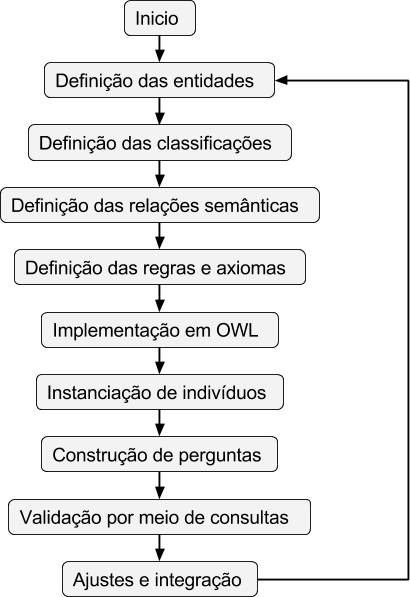 Inicio
Definição das entidades
Definição das classificações
Definição das relações semânticas
Definição das regras e axiomas
Implementação em OWL
Instanciação de indivíduos
Construção de perguntas
Validação por meio de consultas
Ajustes e integração